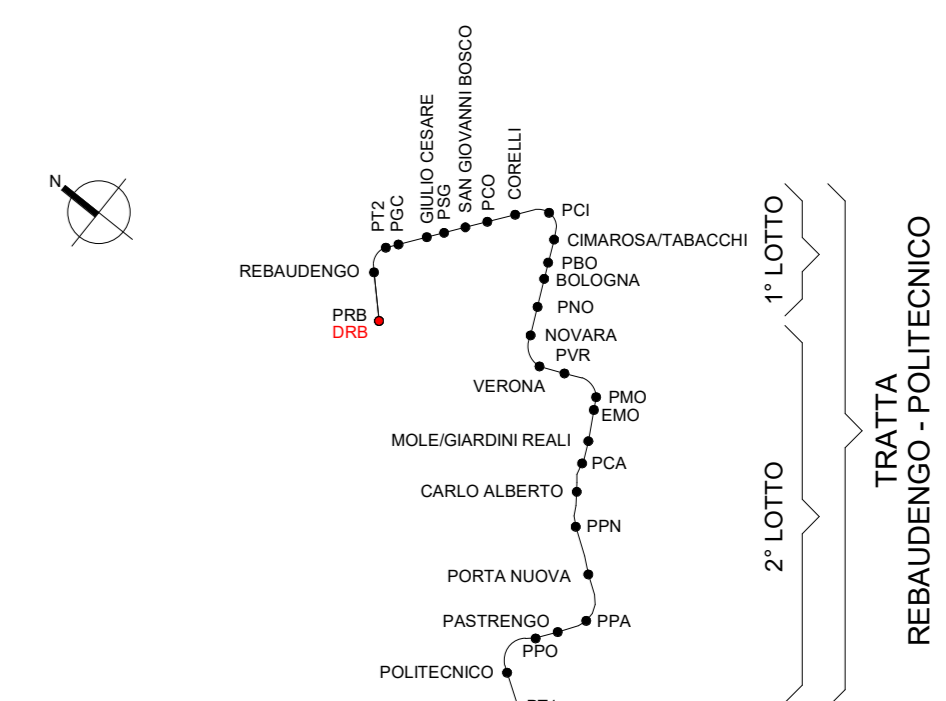 N
PT2
PGC
GIULIO CESARE
PSG
SAN GIOVANNI BOSCO
PCO
CORELLI
PCI
CIMAROSA/TABACCHI
REBAUDENGO
PBO
BOLOGNA
PRB
DRB
PNO
NOVARA
PVR
VERONA
PMO
EMO
MOLE/GIARDINI REALI
PCA
CARLO ALBERTO
PPN
PORTA NUOVA
PASTRENGO
PPA
PPO
POLITECNICO
1° LOTTO
2° LOTTO
TRATTA
REBAUDENGO - POLITECNICO